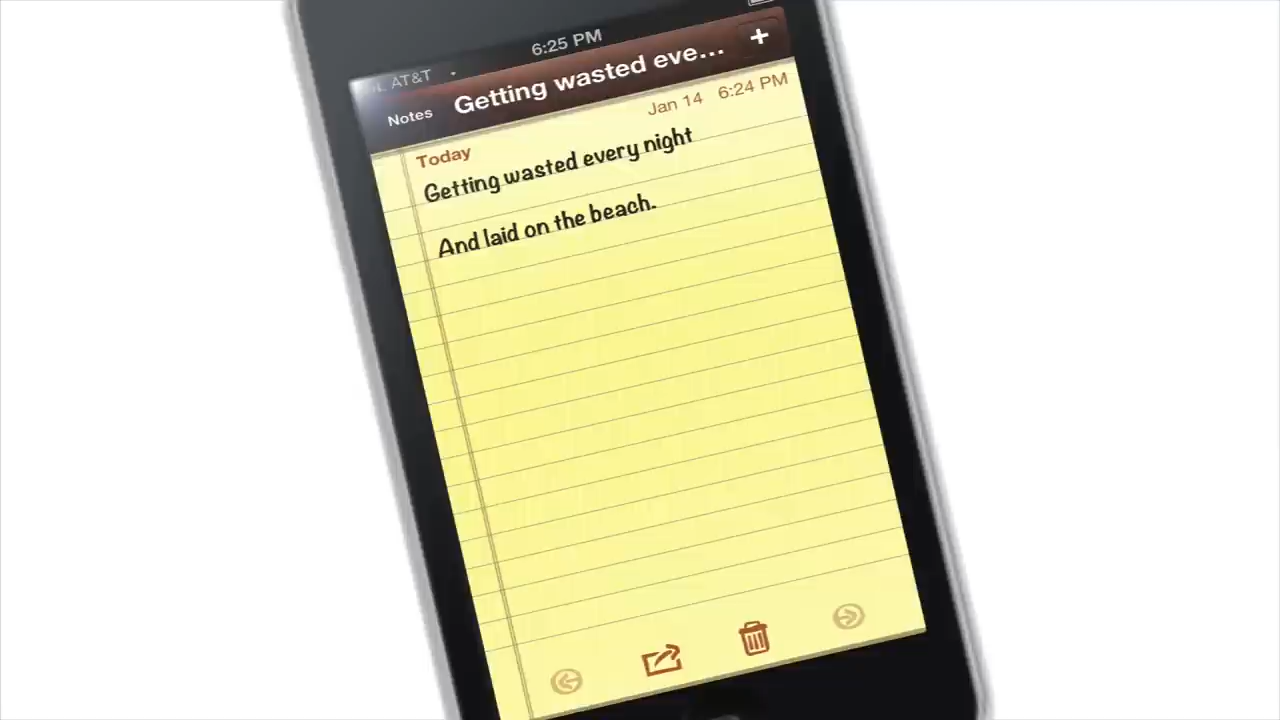 6:25 PM
AT&T
Notes Getting wasted eve... +
Jan 14 6:24 PM
Today
Getting wasted every night
And laid on the beach.